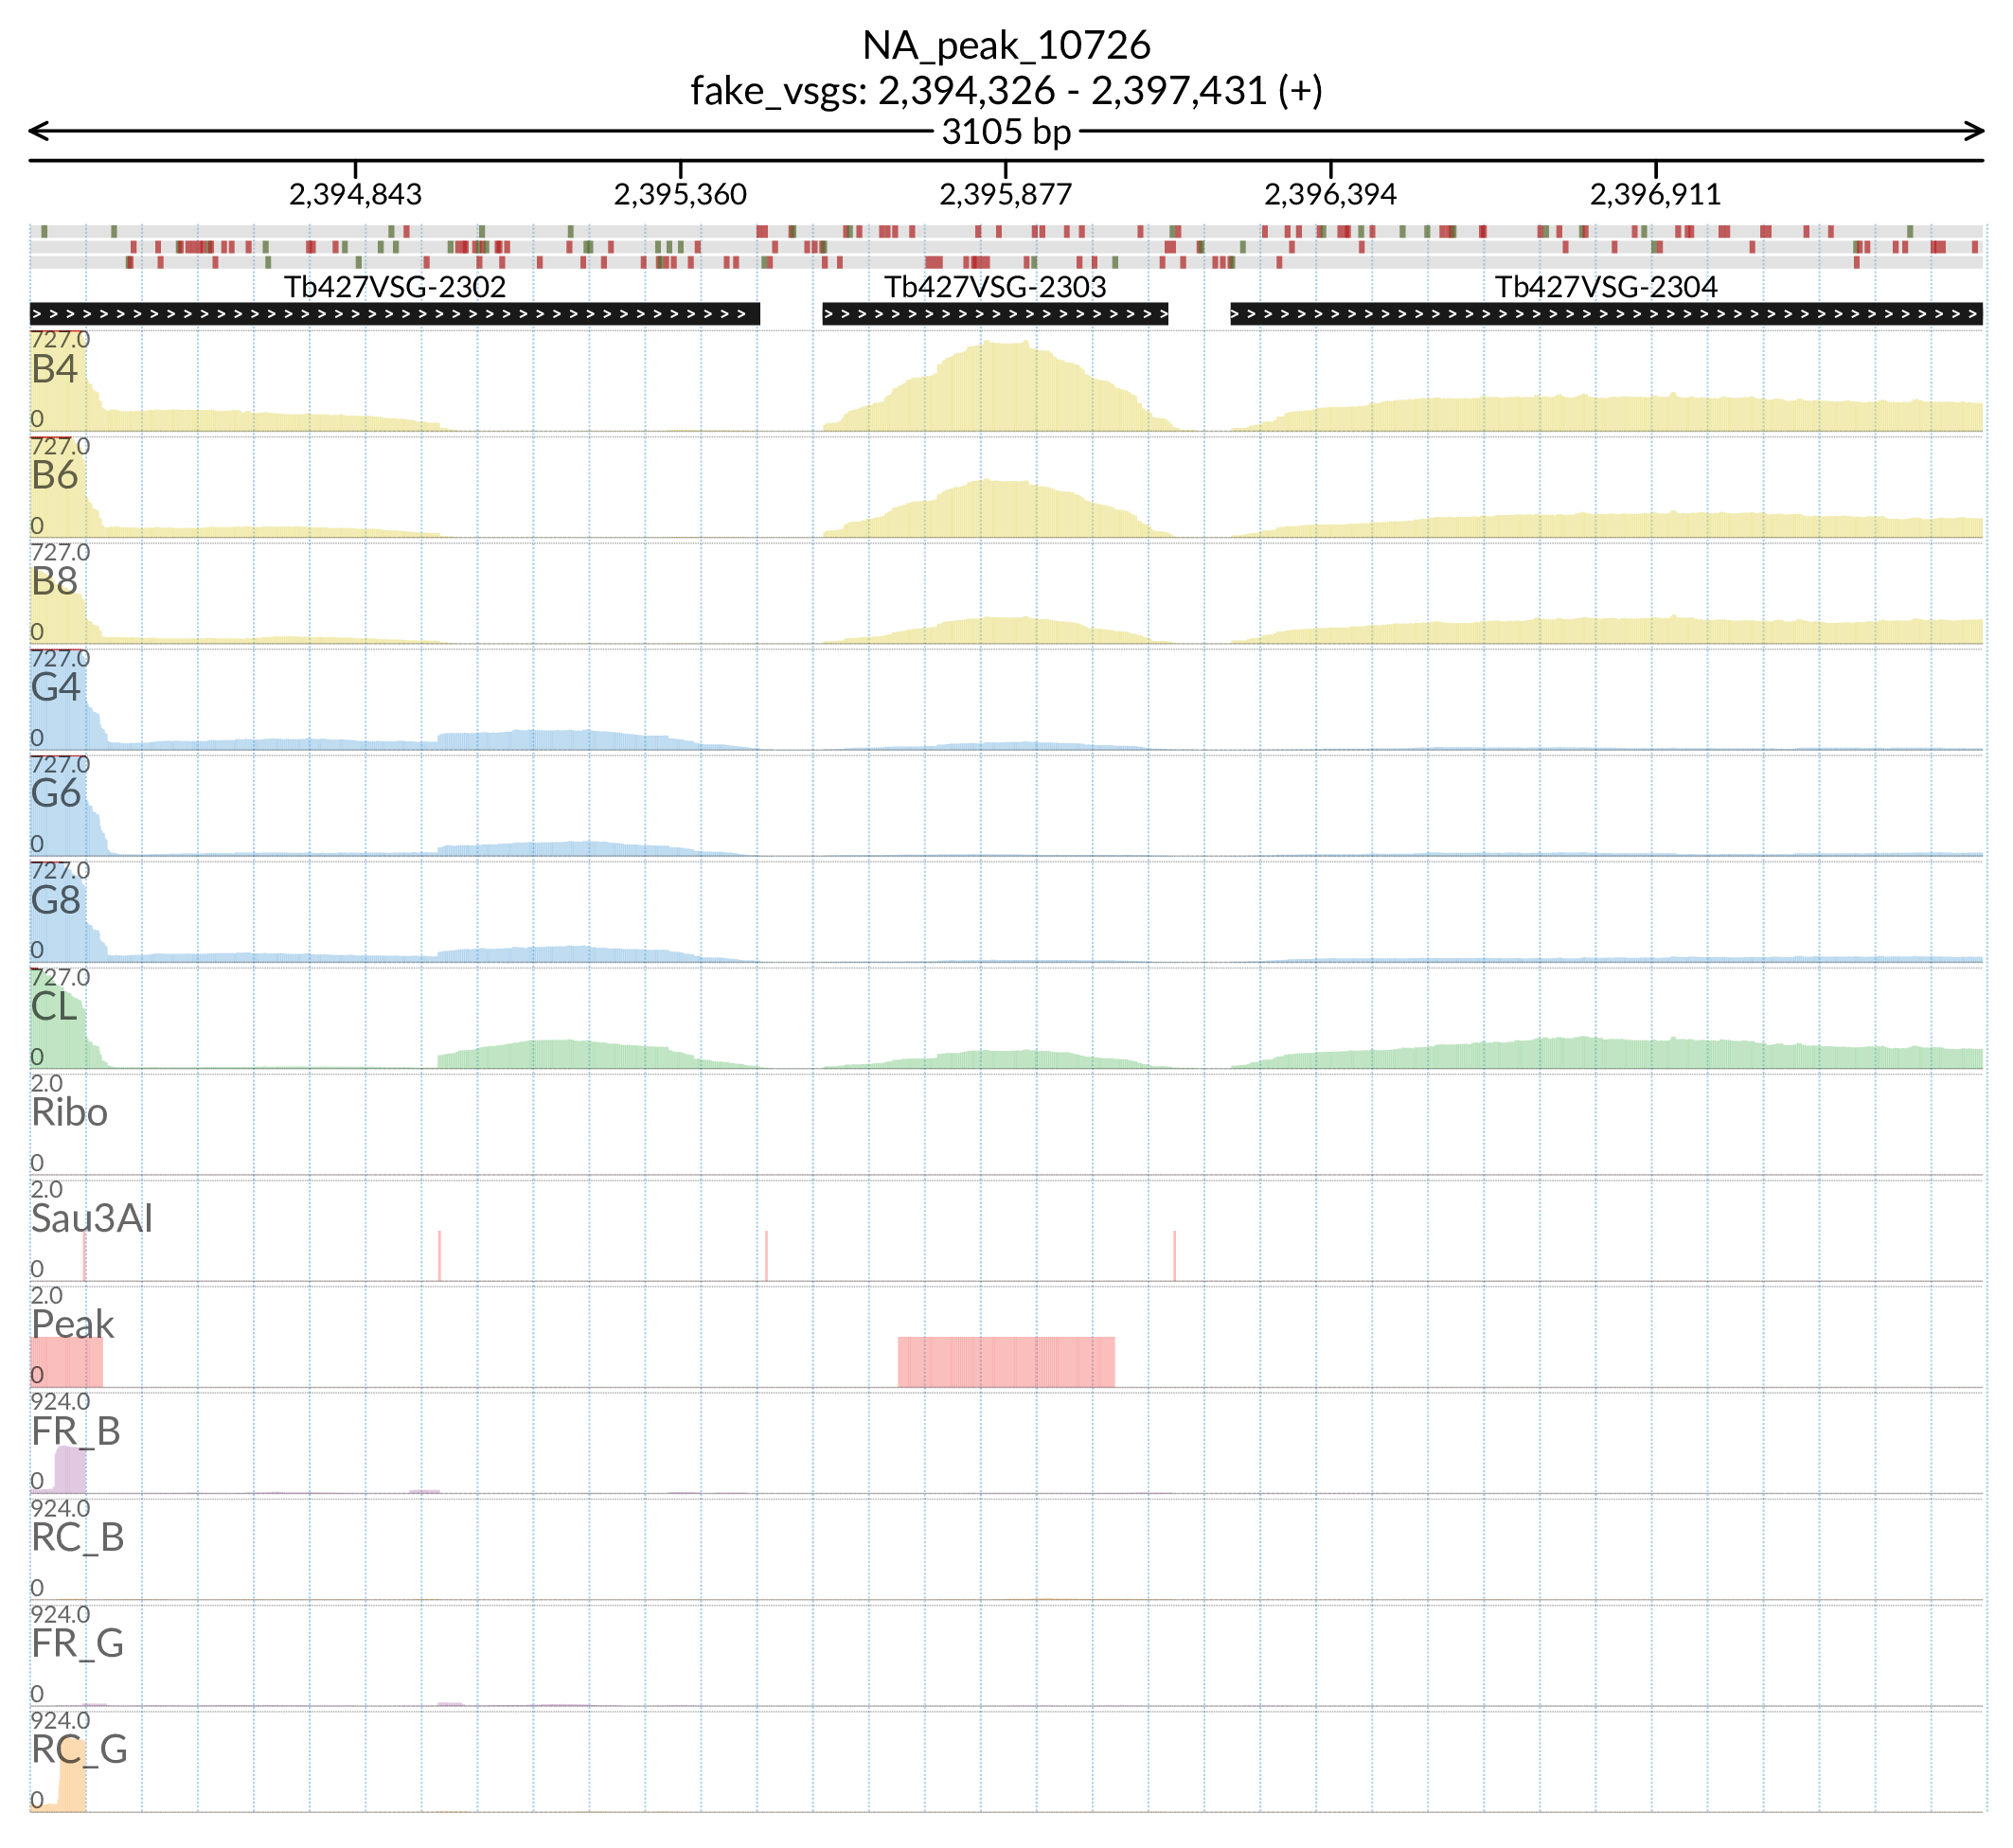 NA_peak_10726
fake_vsgs: 2,394,326 - 2,397,431 (+)
3105 bp
2,394,843 2,395,360 2,395,877 2,396,394 2,396,911
Tb427VSG-2302 Tb427VSG-2303 Tb427VSG-2304
727.0
B4
0
727.0
B6
0
727.0
B8
0
727.0
G4
0
727.0
G6
0
727.0
G8
0
727.0
CL
0
2.0
Ribo
0
2.0
Sau3AI
0
2.0
Peak
0
924.0
FR_B
0
924.0
RC_B
0
924.0
FR_G
0
924.0
RC_G
0